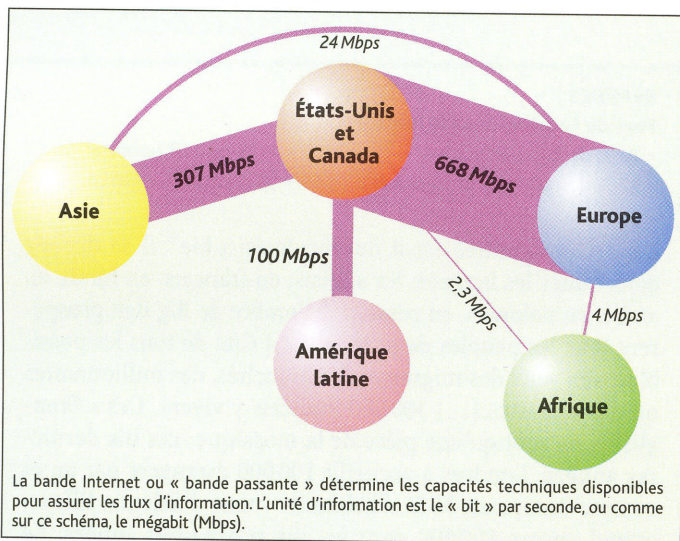 24 Mbps
États-Unis
et
Canada
307 Mbps
668 Mbps
Asie
Europe
100 Mbps
2,3 Mbps
4 Mbps
Amérique
latine
Afrique
La bande Internet ou « bande passante » détermine les capacités techniques disponibles
pour assurer les flux d'information. L'unité d'information est le « bit » par seconde, ou comme
sur ce schéma, le mégabit (Mbps).